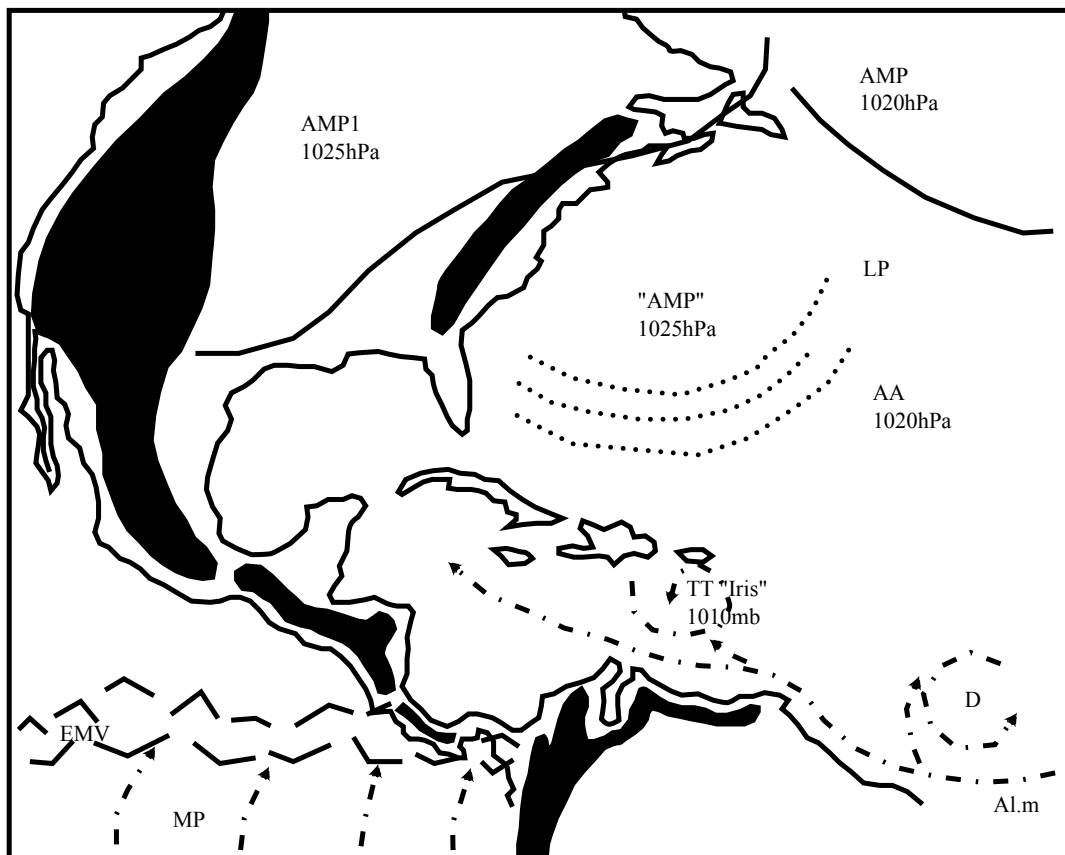 AMP
1020hPa
AMP1
1025hPa
LP
"AMP"
1025hPa
AA
1020hPa
TT "Iris"
1010mb
D
EMV
Al.m
MP